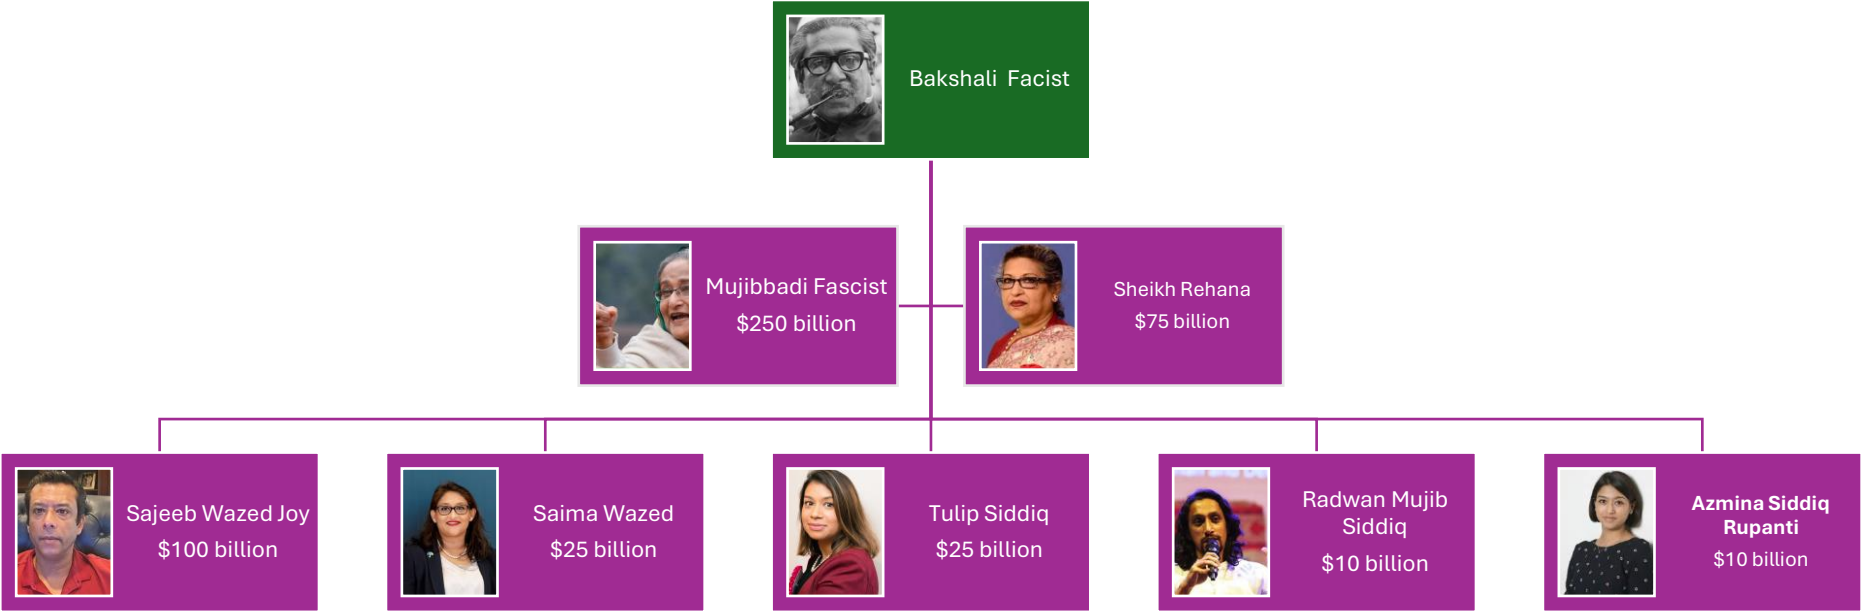 Bakshali  Facist
Mujibbadi Fascist
$250 billion
Sheikh Rehana
$75 billion
Sajeeb Wazed Joy
$100 billion
Saima Wazed
$25 billion
Tulip Siddiq
$25 billion
Radwan Mujib
Siddiq
$10 billion
Azmina Siddiq
Rupanti
$10 billion